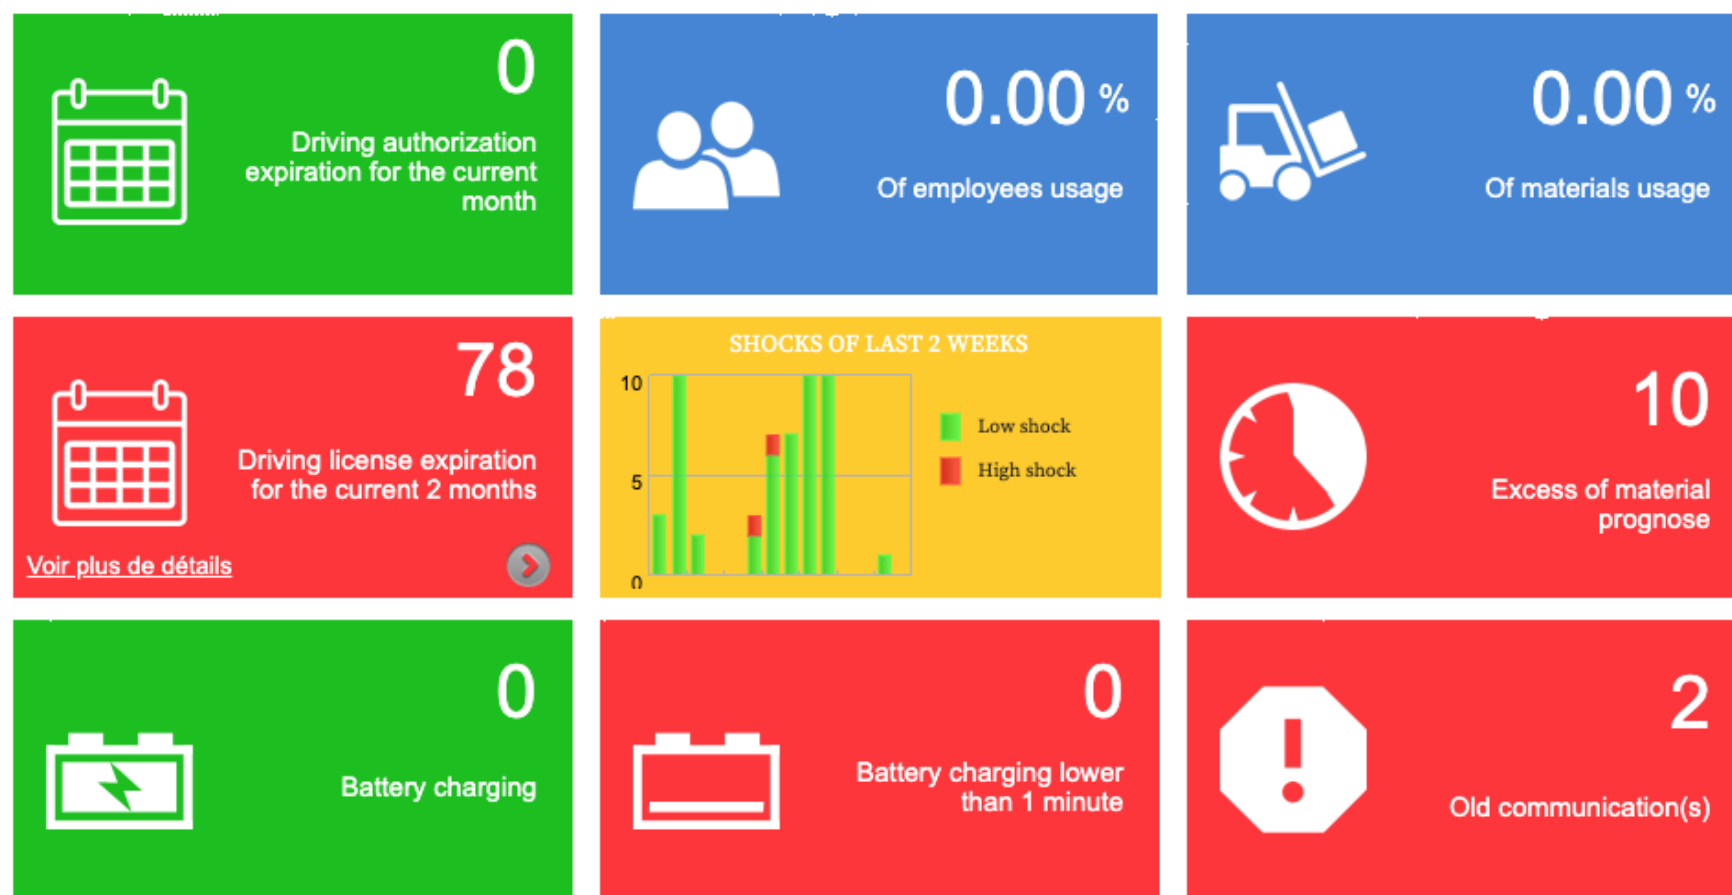 0
Driving authorization
expiration for the current
month
0.00 %
Of employees usage
0.00 %
Of materials usage
78
Driving license expiration
for the current 2 months
Voir plus de détails
SHOCKS OF LAST 2 WEEKS
10
5
0
Low shock
High shock
10
Excess of material
prognose
0
Battery charging
0
Battery charging lower
than 1 minute
2
Old communication(s)